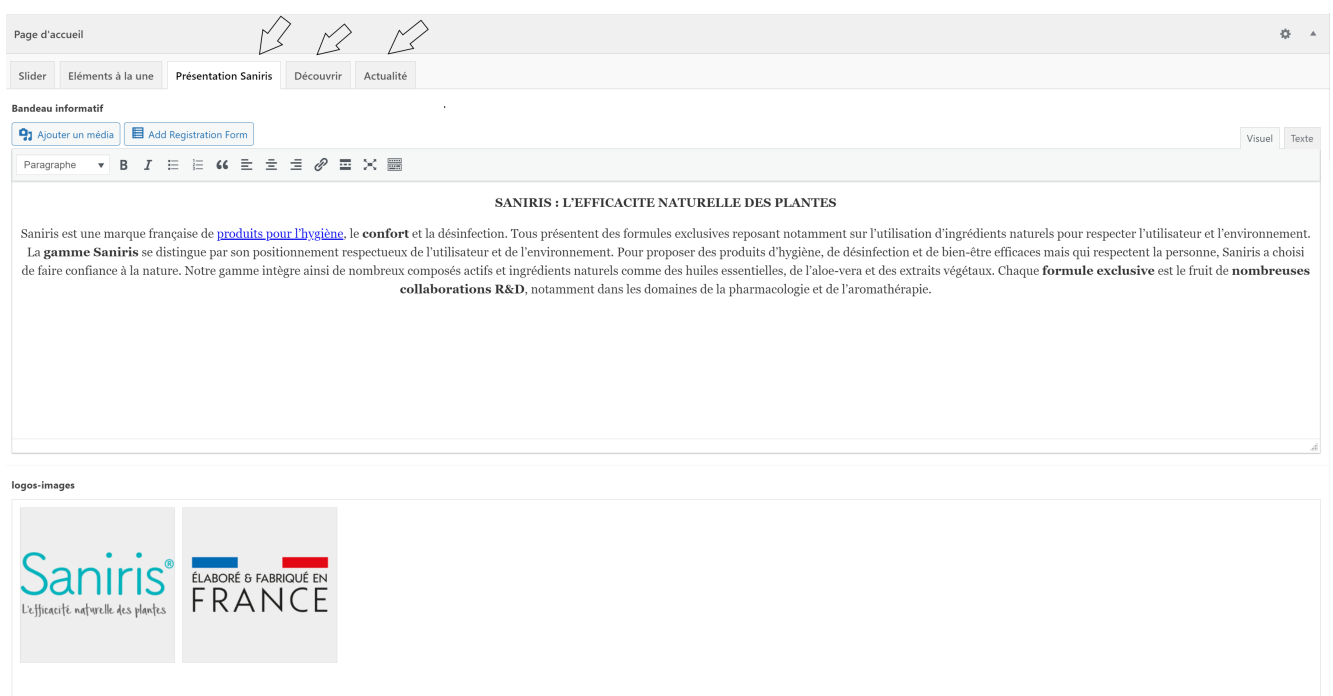 Page d'accueil
Slider Eléments à la une Présentation Saniris Découvrir Actualité
Bandeau informatif
Ajouter un média Add Registration Form
Visuel Texte
Paragraphe B I
SANIRIS : L’EFFICACITE NATURELLE DES PLANTES
Saniris est une marque française de produits pour l’hygiène, le confort et la désinfection. Tous présentent des formules exclusives reposant notamment sur l’utilisation d’ingrédients naturels pour respecter l’utilisateur et l’environnement.
La gamme Saniris se distingue par son positionnement respectueux de l’utilisateur et de l’environnement. Pour proposer des produits d’hygiène, de désinfection et de bien-être efficaces mais qui respectent la personne, Saniris a choisi
de faire confiance à la nature. Notre gamme intègre ainsi de nombreux composés actifs et ingrédients naturels comme des huiles essentielles, de l’aloe-vera et des extraits végétaux. Chaque formule exclusive est le fruit de nombreuses
collaborations R&D, notamment dans les domaines de la pharmacologie et de l’aromathérapie.
logos-images
Saniris®
L'efficacité naturelle des plantes
ÉLABORÉ & FABRIQUÉ EN
FRANCE